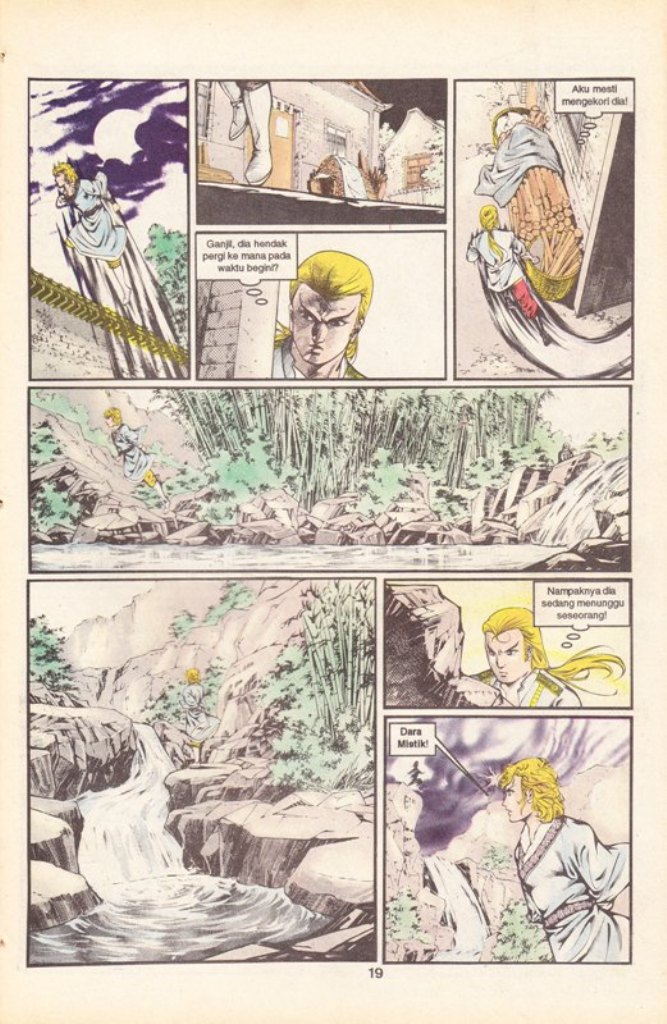 Ganjil, dia hendak
pergi ke mana pada
waktu begini?
Aku mesti
mengekori dia!
Nampaknya dia
sedang menunggu
seseorang!
Dara
Mistik!
19